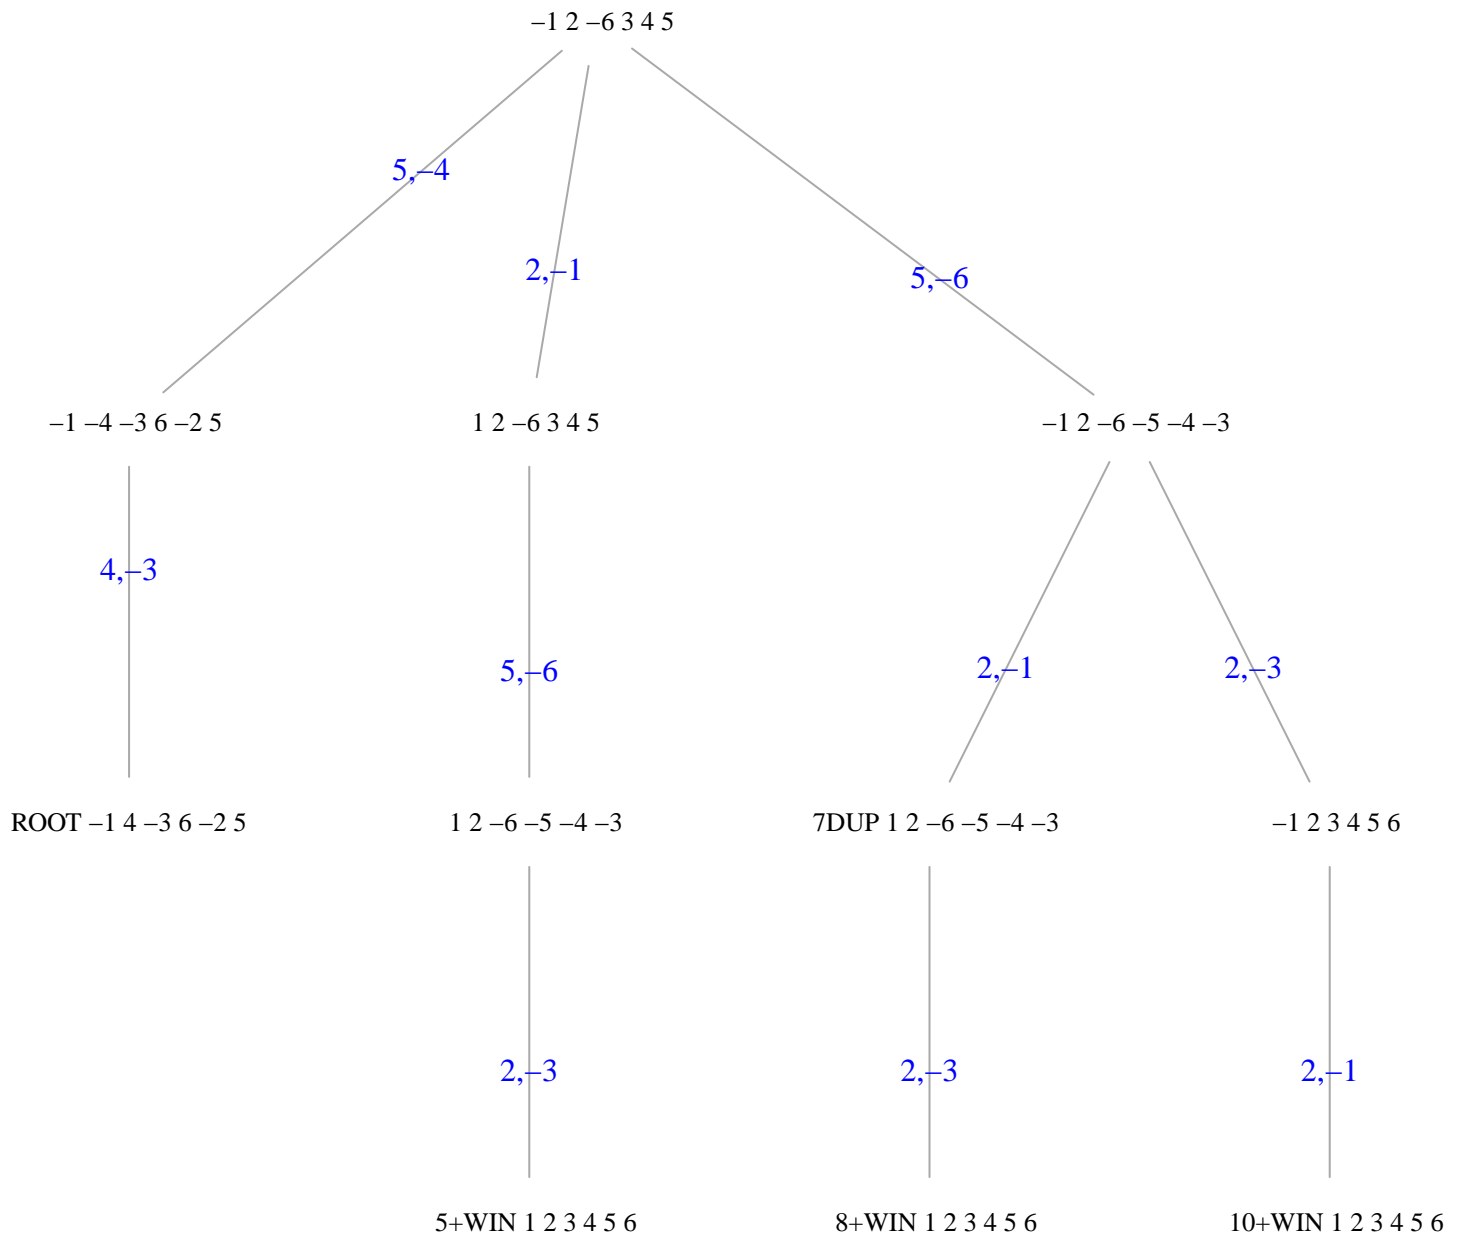 –1 2 –6 3 4 5
5,–4
2,–1
5,–6
–1 –4 –3 6 –2 5
1 2 –6 3 4 5
–1 2 –6 –5 –4 –3
4,–3
5,–6
2,–1
2,–3
ROOT –1 4 –3 6 –2 5
1 2 –6 –5 –4 –3
7DUP 1 2 –6 –5 –4 –3
–1 2 3 4 5 6
2,–3
2,–3
2,–1
5+WIN 1 2 3 4 5 6
8+WIN 1 2 3 4 5 6
10+WIN 1 2 3 4 5 6